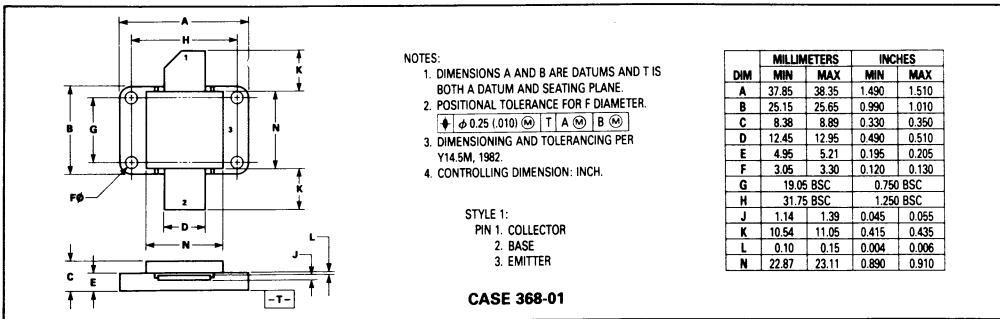 A
H
1
K
B
G
3
N
FØ
K
2
D
N
L
J
C
E
-T-
NOTES:
1. DIMENSIONS A AND B ARE DATUMS AND T IS
BOTH A DATUM AND SEATING PLANE.
2. POSITIONAL TOLERANCE FOR F DIAMETER.
⌖ ϕ 0.25 (.010) Ⓜ T A Ⓜ B Ⓜ
3. DIMENSIONING AND TOLERANCING PER
Y14.5M, 1982.
4. CONTROLLING DIMENSION: INCH.
STYLE 1:
PIN 1. COLLECTOR
2. BASE
3. EMITTER
CASE 368-01
MILLIMETERS INCHES
DIM MIN MAX MIN MAX
A 37.85 38.35 1.490 1.510
B 25.15 25.65 0.990 1.010
C 8.38 8.89 0.330 0.350
D 12.45 12.95 0.490 0.510
E 4.95 5.21 0.195 0.205
F 3.05 3.30 0.120 0.130
G 19.05 BSC 0.750 BSC
H 31.75 BSC 1.250 BSC
J 1.14 1.39 0.045 0.055
K 10.54 11.05 0.415 0.435
L 0.10 0.15 0.004 0.006
N 22.87 23.11 0.890 0.910